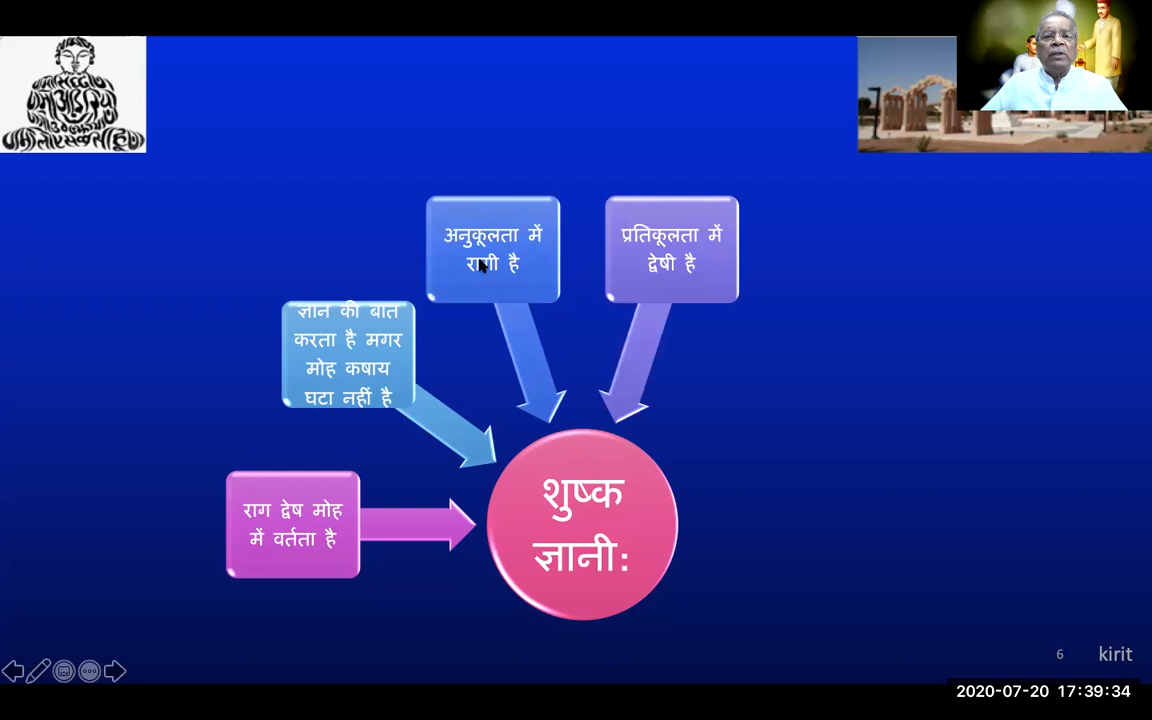 अनुकूलता में
रागी है
प्रतिकूलता में
द्वेषी है
ज्ञान की बात
करता है मगर
मोह कषाय
घटा नहीं है
राग द्वेष मोह
में वर्तता है
शुष्क
ज्ञानी:
6
kirit
2020-07-20 17:39:34